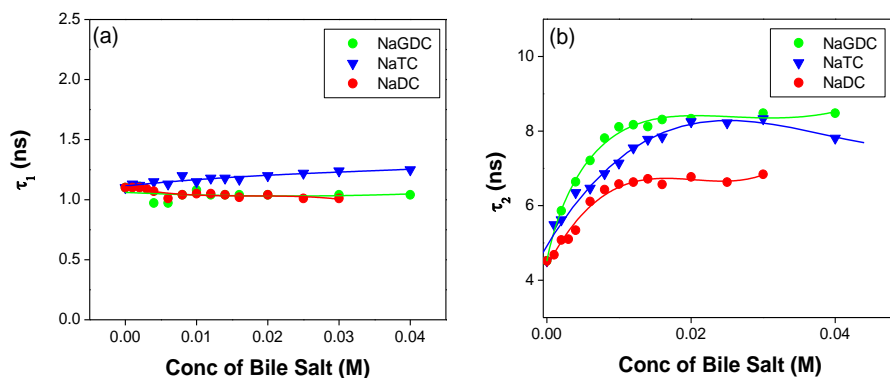 (a)
NaGDC
NaTC
NaDC
2.5
2.0
1.5
1.0
0.5
0.0
τ1 (ns)
0.00 0.01 0.02 0.03 0.04
Conc of Bile Salt (M)
(b)
NaGDC
NaTC
NaDC
10
8
6
4
τ2 (ns)
0.00 0.02 0.04
Conc of Bile Salt (M)